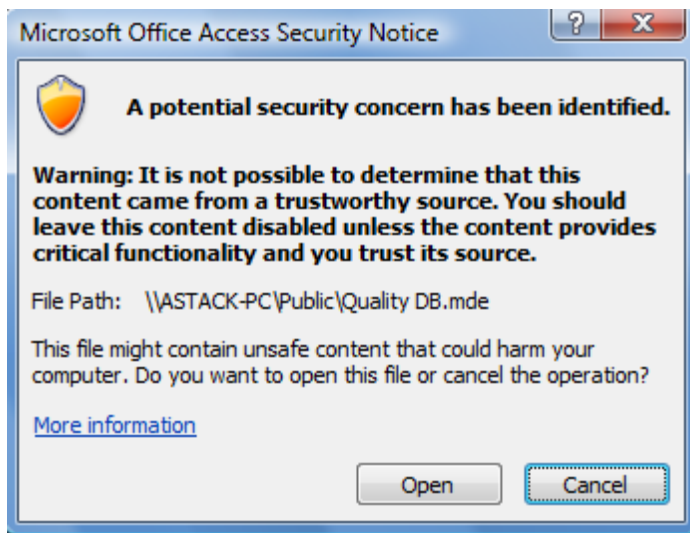 Microsoft Office Access Security Notice
?
A potential security concern has been identified.
Warning: It is not possible to determine that this
content came from a trustworthy source. You should
leave this content disabled unless the content provides
critical functionality and you trust its source.
File Path: \\ASTACK-PC\Public\Quality DB.mde
This file might contain unsafe content that could harm your
computer. Do you want to open this file or cancel the operation?
More information
Open Cancel